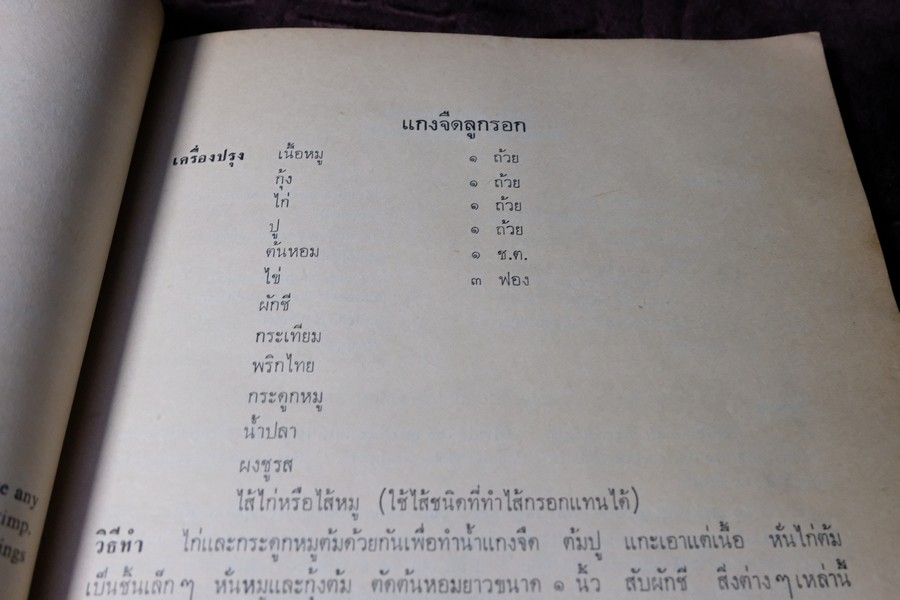 แกงจืดลูกรอก
เครื่องปรุง เนื้อหมู ๑ ถ้วย
กุ้ง ๑ ถ้วย
ไก่ ๑ ถ้วย
ปู ๑ ถ้วย
ต้นหอม ๑ ช.ต.
ไข่ ๓ ฟอง
ผักชี
กระเทียม
พริกไทย
กระดูกหมู
น้ำปลา
ผงชูรส
ไส้ไก่หรือไส้หมู (ใช้ไส้ชนิดที่ทำไส้กรอกแทนได้)
วิธีทำ ไก่และกระดูกหมูต้มด้วยกันเพื่อทำน้ำแกงจืด ต้มปู แกะเอาแต่เนื้อ หั่นไก่ต้ม
เป็นชิ้นเล็ก ๆ หั่นหมูและกุ้งต้ม ตัดต้นหอมยาวขนาด ๑ นิ้ว สับผักชี สิ่งต่าง ๆ เหล่านี้
any